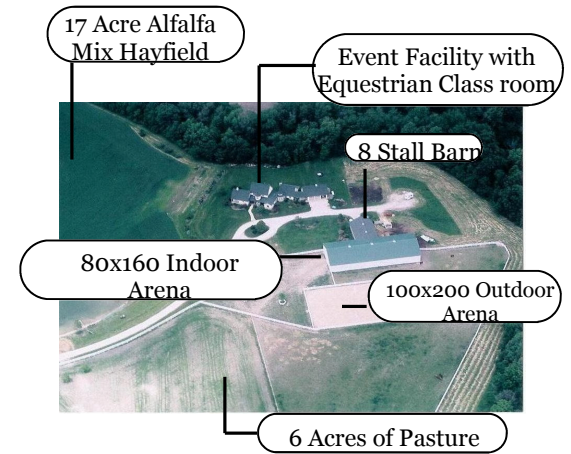 17 Acre Alfalfa
Mix Hayfield
Event Facility with
Equestrian Class room
8 Stall Barn
80x160 Indoor
Arena
100x200 Outdoor
Arena
6 Acres of Pasture